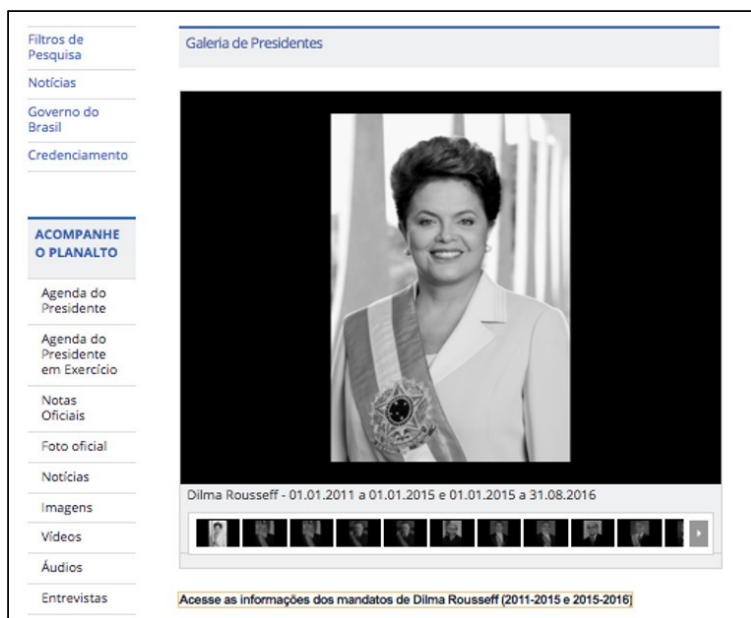 Filtros de
Pesquisa
Notícias
Governo do
Brasil
Credenciamento
ACOMPANHE
O PLANALTO
Agenda do
Presidente
Agenda do
Presidente
em Exercício
Notas
Oficiais
Foto oficial
Notícias
Imagens
Vídeos
Áudios
Entrevistas
Galeria de Presidentes
Dilma Rousseff - 01.01.2011 a 01.01.2015 e 01.01.2015 a 31.08.2016
Acesse as informações dos mandatos de Dilma Rousseff (2011-2015 e 2015-2016)